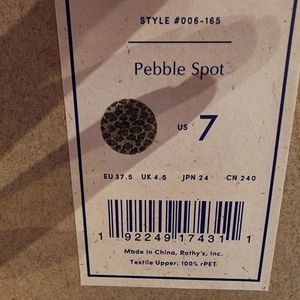 STYLE #006-165
Pebble Spot
US 7
EU 37.5 UK 4.5 JPN 24 CN 240
1 92249 17431 1
Made in China, Rothy's, Inc.
Textile Upper: 100% rPET